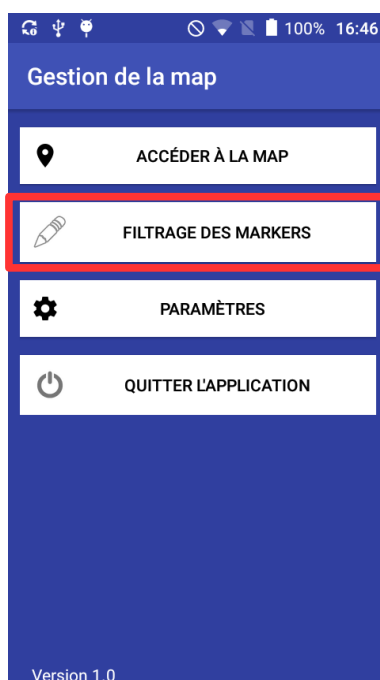 100% 16:46
Gestion de la map
ACCÉDER À LA MAP
FILTRAGE DES MARKERS
PARAMÈTRES
QUITTER L'APPLICATION
Version 1.0